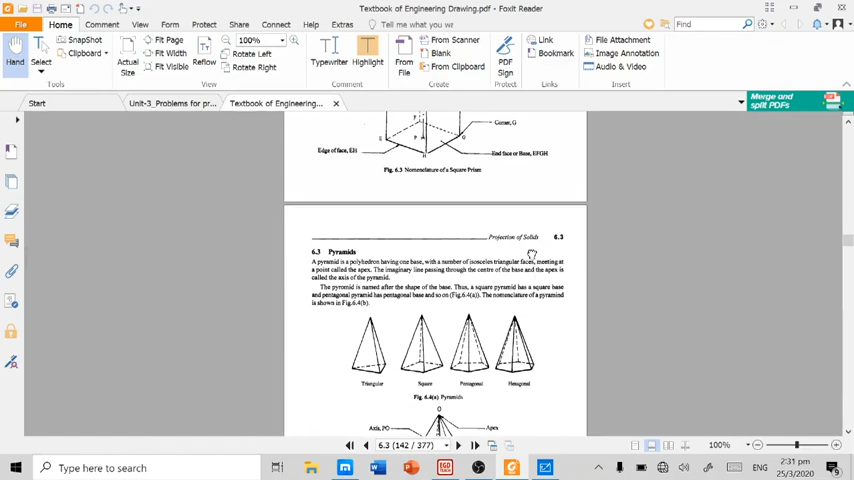 Textbook of Engineering Drawing.pdf - Foxit Reader
File Home Edit Comment View Form Protect Share Connect Help Extras Tell me what you want... Find
SnapShot Fit Page 100% From Scanner Link File Attachment
Clipboard Fit Width Rotate Left Blank Bookmark Image Annotation
Hand Select Actual Size Fit Visible Reflow Rotate Right Typewriter Highlight From File From Clipboard PDF Sign Audio & Video
Tools View Comment Create Protect Links Insert
Start Unit-3_Problems for pr... Textbook of Engineering... Merge and split PDFs
F
Corner, G
E P G
Edge of face, EH H End face or Base, EFGH
Fig. 6.3 Nomenclature of a Square Prism
Projection of Solids 6.3
6.3 Pyramids
A pyramid is a polyhedron having one base, with a number of isosceles triangular faces, meeting at
a point called the apex. The imaginary line passing through the centre of the base and the apex is
called the axis of the pyramid.
The pyromid is named after the shape of the base. Thus, a square pyramid has a square base
and pentagonal pyramid has pentagonal base and so on (Fig.6.4(a)). The nomenclature of a pyramid
is shown in Fig.6.4(b).
Triangular Square Pentagonal Hexagonal
Fig. 6.4(a) Pyramids
O
Axis, PO Apex
6.3 (142 / 377) 100%
Type here to search ENG 2:31 pm
25/3/2020